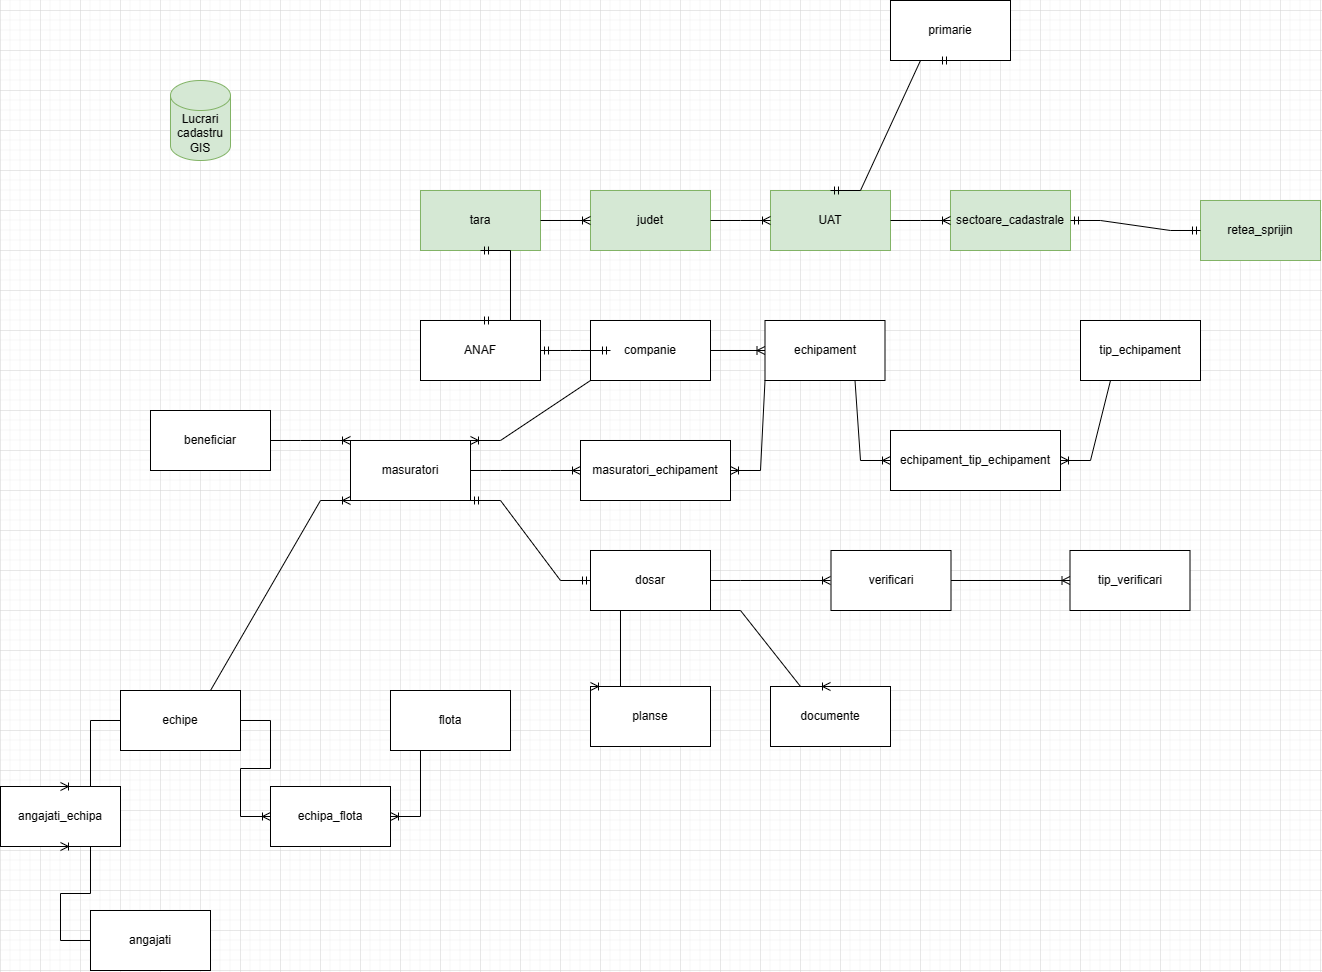 primarie
Lucrari
cadastru
GIS
tara
judet
UAT
sectoare_cadastrale
retea_sprijin
ANAF
companie
echipament
tip_echipament
beneficiar
masuratori
masuratori_echipament
echipament_tip_echipament
dosar
verificari
tip_verificari
echipe
flota
planse
documente
angajati_echipa
echipa_flota
angajati